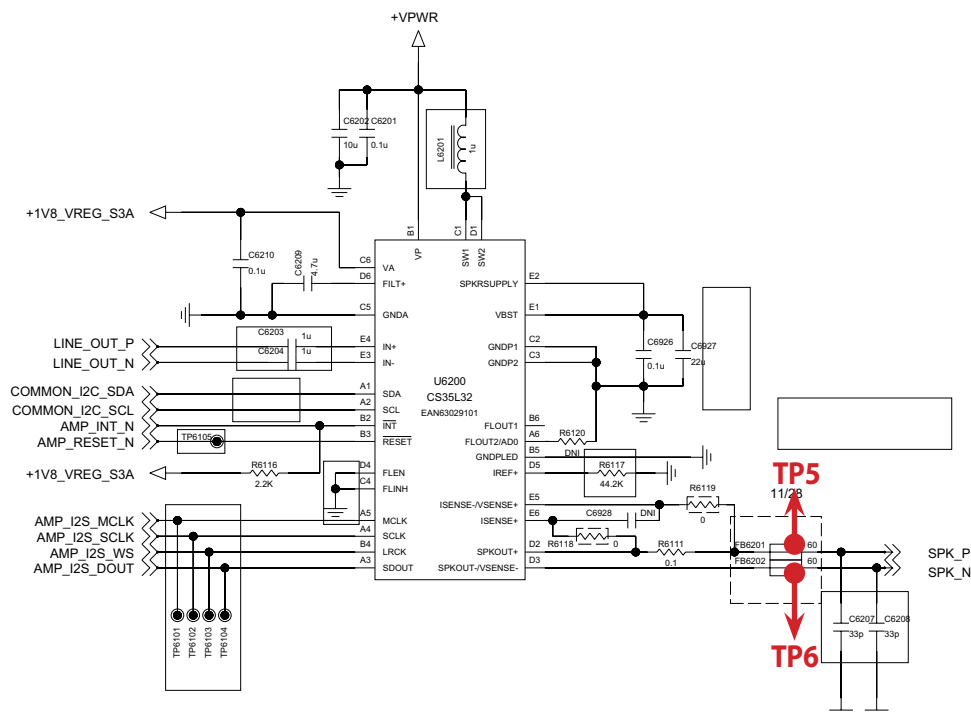 +VPWR
C6202
C6201
10u
0.1u
L6201
1u
+1V8_VREG_S3A
C6210
0.1u
C6209
4.7u
B1
C1
D1
VP
SW1
SW2
C6
VA
D6
FILT+
C5
GNDA
E2
SPKRSUPPLY
E1
VBST
LINE_OUT_P
C6203
1u
E4
IN+
LINE_OUT_N
C6204
1u
E3
IN-
C2
GNDP1
C3
GNDP2
C6926
0.1u
C6927
22u
COMMON_I2C_SDA
A1
SDA
COMMON_I2C_SCL
A2
SCL
AMP_INT_N
B2
INT
AMP_RESET_N
TP6105
B3
RESET
U6200
CS35L32
EAN63029101
B6
FLOUT1
A6
FLOUT2/AD0
R6120
DNI
B5
GNDPLED
D5
IREF+
R6117
44.2K
+1V8_VREG_S3A
R6116
2.2K
D4
FLEN
C4
FLINH
E5
ISENSE-/VSENSE+
R6119
0
E6
ISENSE+
C6928
DNI
R6118
0
AMP_I2S_MCLK
A5
MCLK
AMP_I2S_SCLK
A4
SCLK
AMP_I2S_WS
B4
LRCK
AMP_I2S_DOUT
A3
SDOUT
D2
SPKOUT+
R6111
0.1
D3
SPKOUT-/VSENSE-
TP5
11/28
FB6201
60
FB6202
60
TP6
SPK_P
SPK_N
C6207
33p
C6208
33p
TP6101
TP6102
TP6103
TP6104